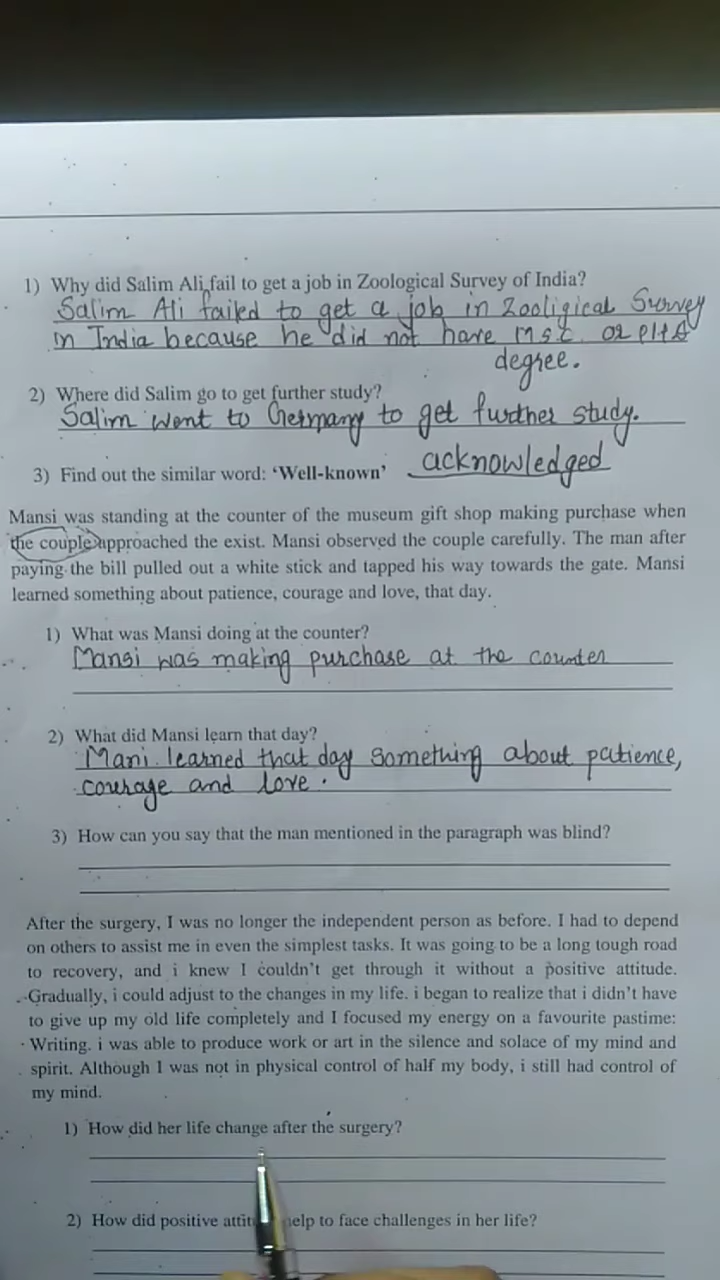 1) Why did Salim Ali fail to get a job in Zoological Survey of India?
Salim Ali failed to get a job in Zooligical Survey
in India because he did not have M.S.C. or PHD
degree.
2) Where did Salim go to get further study?
Salim went to Germany to get further study.
3) Find out the similar word: ‘Well-known’ acknowledged
Mansi was standing at the counter of the museum gift shop making purchase when
the couple approached the exist. Mansi observed the couple carefully. The man after
paying the bill pulled out a white stick and tapped his way towards the gate. Mansi
learned something about patience, courage and love, that day.
1) What was Mansi doing at the counter?
Mansi was making purchase at the counter
2) What did Mansi learn that day?
Mani learned that day something about patience,
courage and love.
3) How can you say that the man mentioned in the paragraph was blind?
After the surgery, I was no longer the independent person as before. I had to depend
on others to assist me in even the simplest tasks. It was going to be a long tough road
to recovery, and i knew I couldn’t get through it without a positive attitude.
Gradually, i could adjust to the changes in my life. i began to realize that i didn’t have
to give up my old life completely and I focused my energy on a favourite pastime:
Writing. i was able to produce work or art in the silence and solace of my mind and
spirit. Although I was not in physical control of half my body, i still had control of
my mind.
1) How did her life change after the surgery?
2) How did positive attit elp to face challenges in her life?